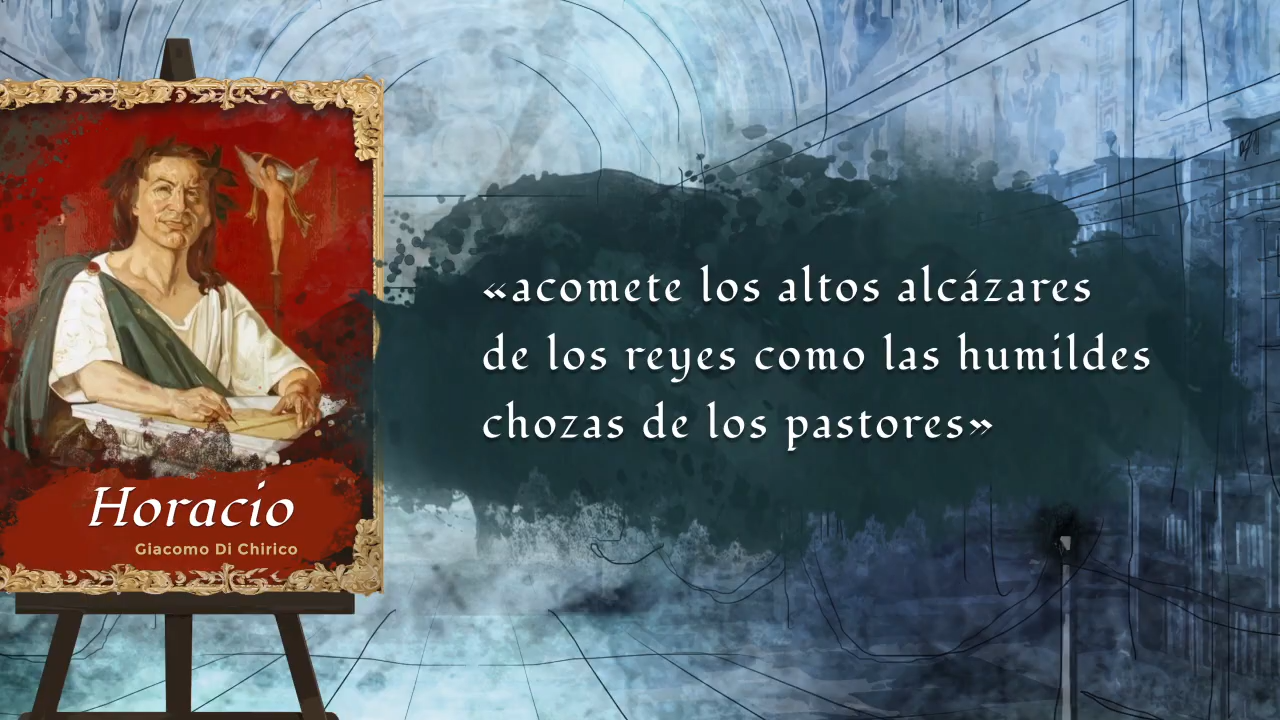 Horacio
Giacomo Di Chirico
«acomete los altos alcázares
de los reyes como las humildes
chozas de los pastores»